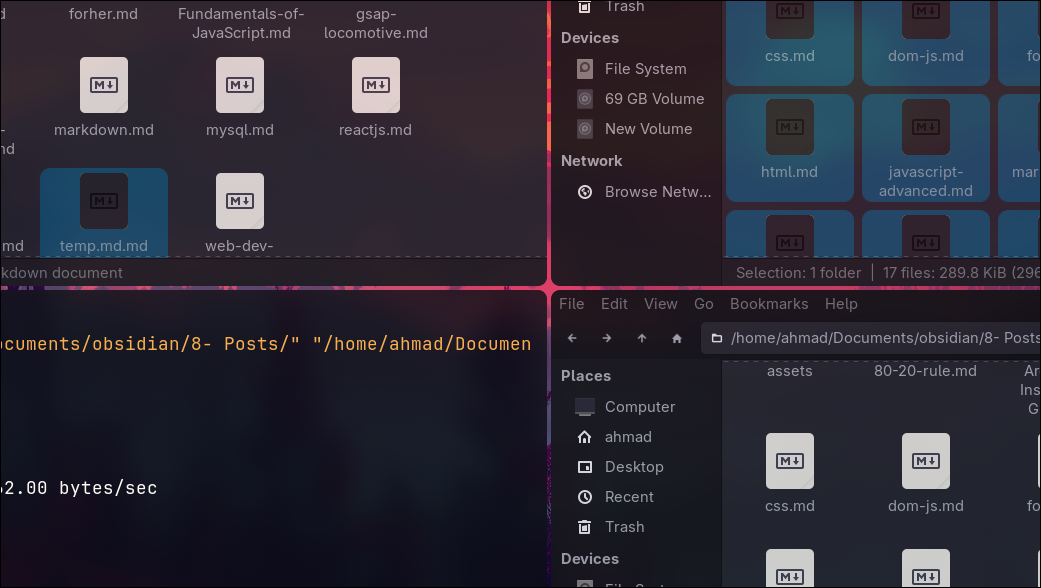 forher.md
Fundamentals-of-
JavaScript.md
gsap-
locomotive.md
markdown.md
mysql.md
reactjs.md
md
temp.md.md
web-dev-
kdown document
Trash
Devices
File System
69 GB Volume
New Volume
Network
Browse Netw...
css.md
dom-js.md
fo
html.md
javascript-
advanced.md
mar
Selection: 1 folder | 17 files: 289.8 KiB (296
ocuments/obsidian/8- Posts/" "/home/ahmad/Documen
2.00 bytes/sec
File Edit View Go Bookmarks Help
/home/ahmad/Documents/obsidian/8- Posts
Places
Computer
ahmad
Desktop
Recent
Trash
Devices
assets
80-20-rule.md
Ar
Ins
G
css.md
dom-js.md
fo